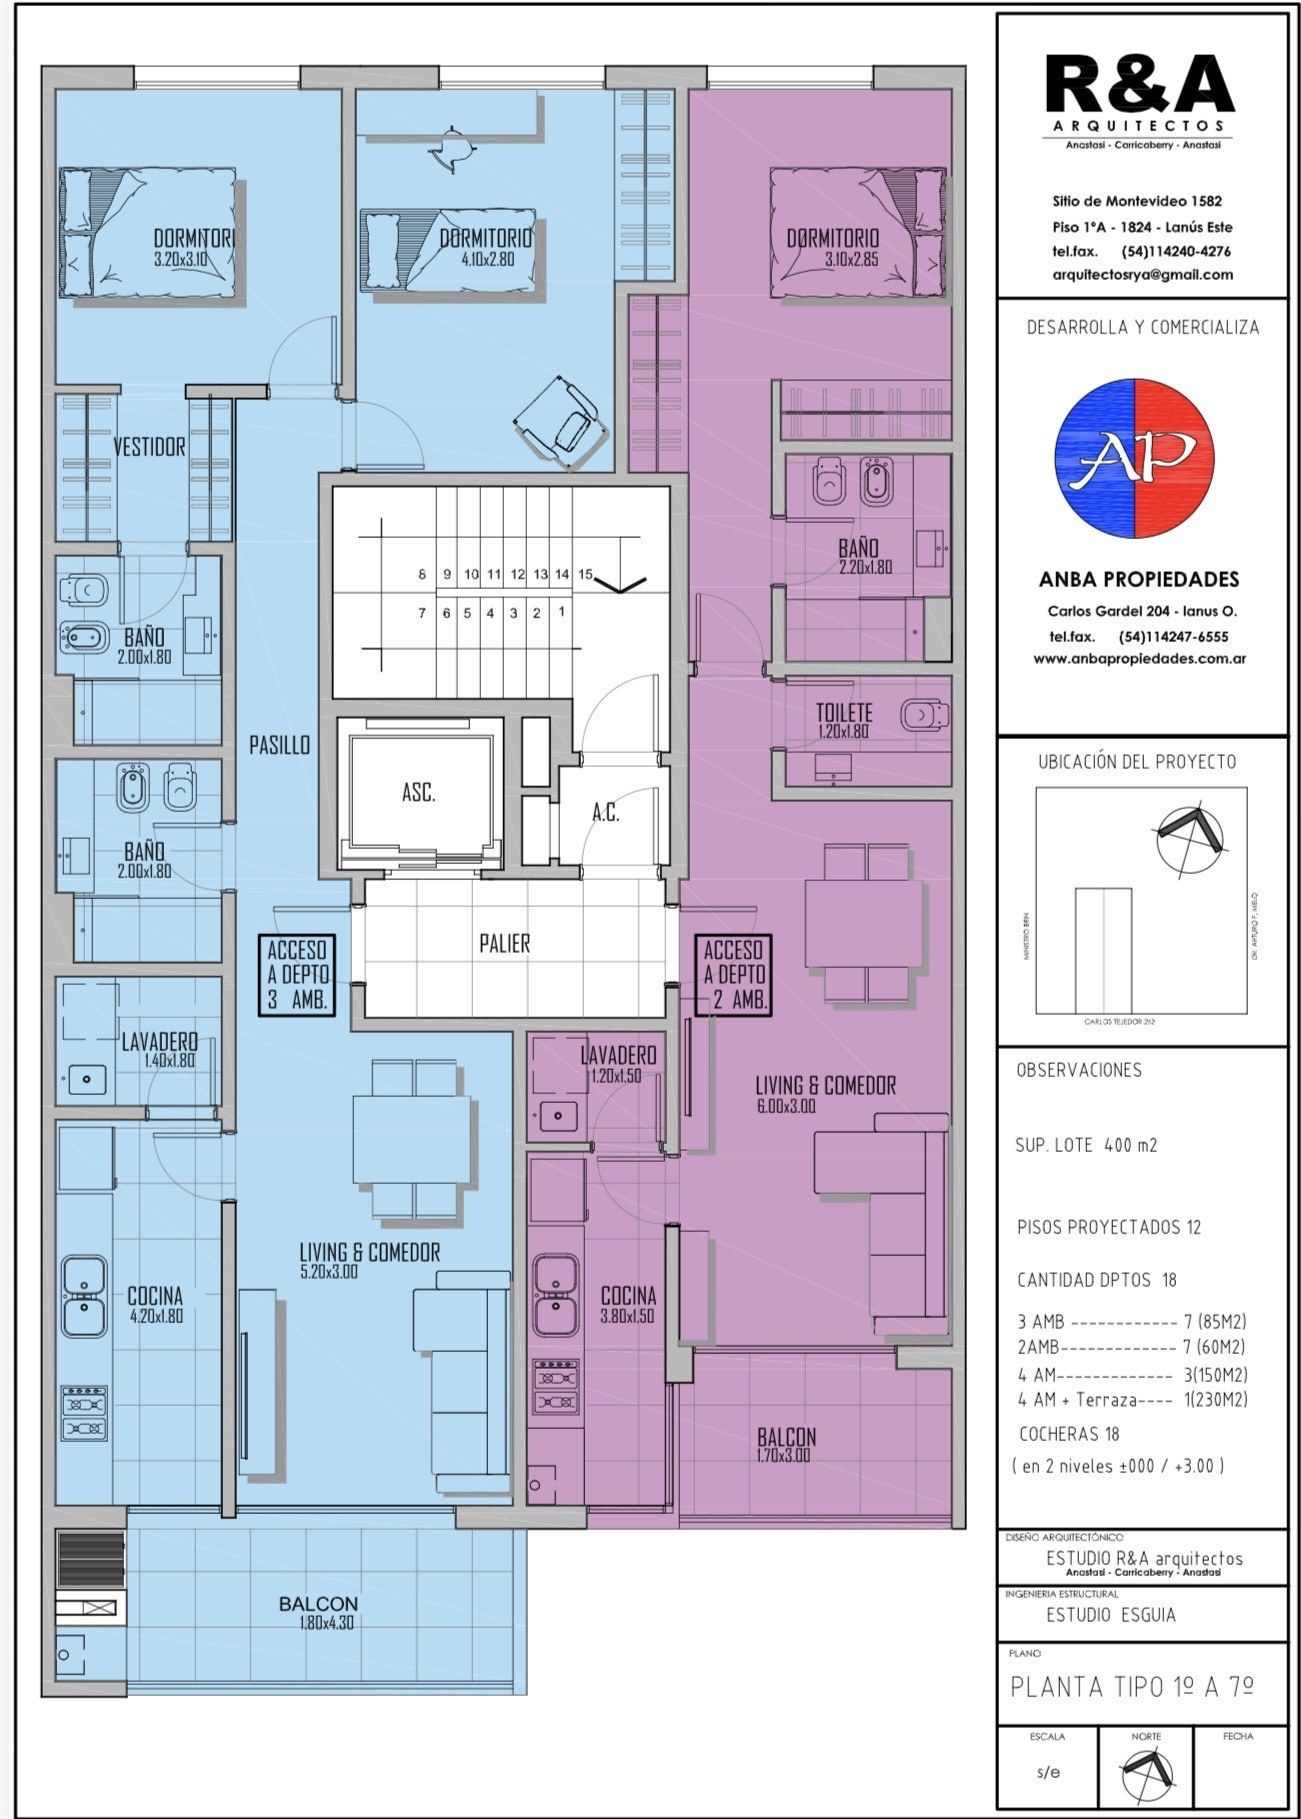 DORMITORI
3.20x3.10
DORMITORIO
4.10x2.80
DORMITORIO
3.10x2.85
VESTIDOR
BAÑO
2.00x1.80
BAÑO
2.00x1.80
PASILLO
8 9 10 11 12 13 14 15
7 6 5 4 3 2 1
ASC.
A.C.
PALIER
BAÑO
2.20x1.80
TOILETE
1.20x1.80
ACCESO
A DEPTO
3 AMB.
ACCESO
A DEPTO
2 AMB.
LAVADERO
1.40x1.80
LAVADERO
1.20x1.50
LIVING & COMEDOR
6.00x3.00
LIVING & COMEDOR
5.20x3.00
COCINA
4.20x1.80
COCINA
3.80x1.50
BALCON
1.70x3.00
BALCON
1.80x4.30
R&A
ARQUITECTOS
Anastasi - Carricaberry - Anastasi
Sitio de Montevideo 1582
Piso 1ºA - 1824 - Lanús Este
tel.fax. (54)114240-4276
arquitectosrya@gmail.com
DESARROLLA Y COMERCIALIZA
AP
ANBA PROPIEDADES
Carlos Gardel 204 - lanus O.
tel.fax. (54)114247-6555
www.anbapropiedades.com.ar
UBICACIÓN DEL PROYECTO
MINISTRO BRIN
DR. ARTURO F. MELO
CARLOS TEJEDOR 252
OBSERVACIONES
SUP. LOTE 400 m2
PISOS PROYECTADOS 12
CANTIDAD DPTOS 18
3 AMB ------------ 7 (85M2)
2AMB------------- 7 (60M2)
4 AM------------- 3(150M2)
4 AM + Terraza---- 1(230M2)
COCHERAS 18
( en 2 niveles ±000 / +3.00 )
DISEÑO ARQUITECTÓNICO
ESTUDIO R&A arquitectos
Anastasi - Carricaberry - Anastasi
INGENIERIA ESTRUCTURAL
ESTUDIO ESGUIA
PLANO
PLANTA TIPO 1º A 7º
ESCALA
s/e
NORTE
FECHA